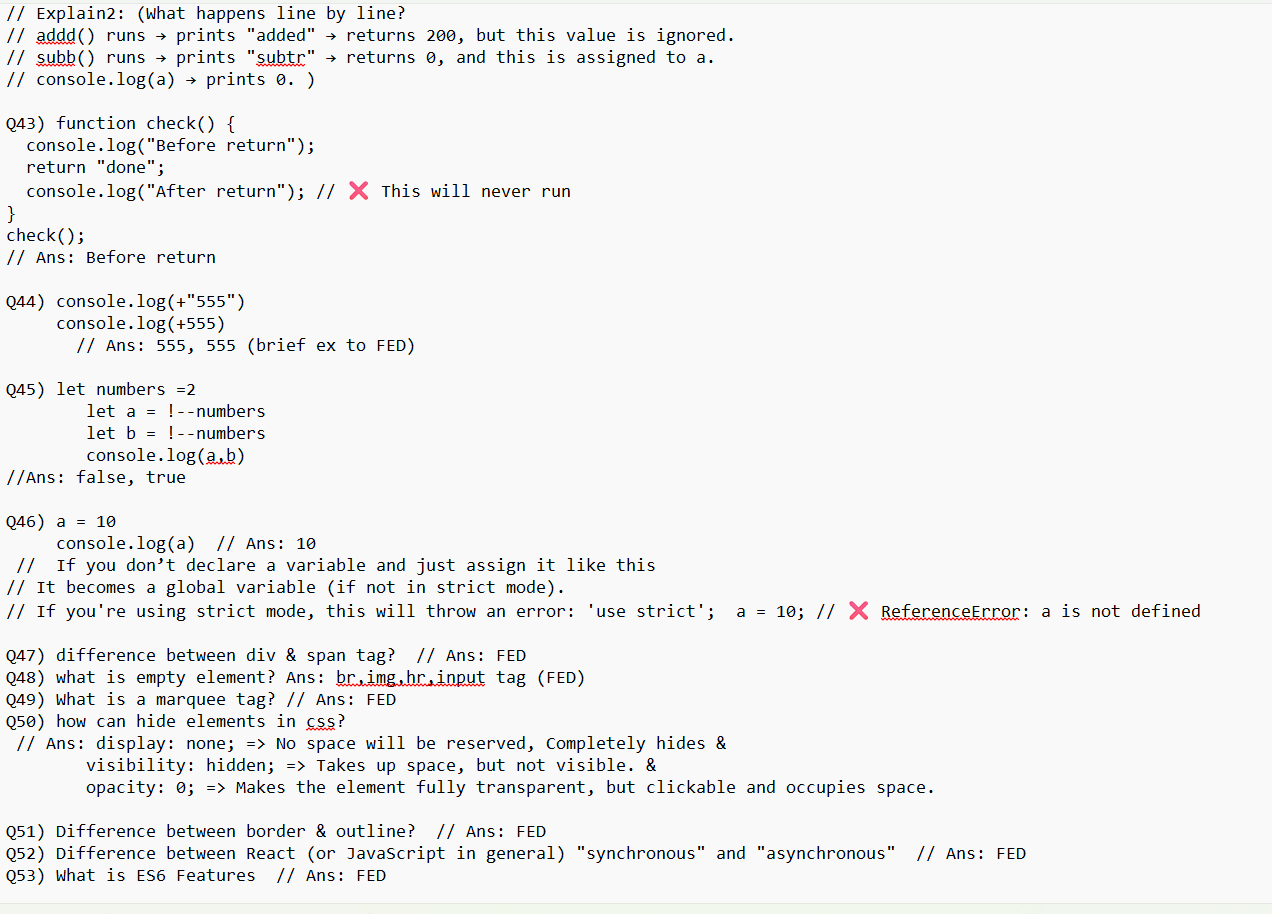 // Explain2: (What happens line by line?
// addd() runs → prints "added" → returns 200, but this value is ignored.
// subb() runs → prints "subtr" → returns 0, and this is assigned to a.
// console.log(a) → prints 0. )
Q43) function check() {
console.log("Before return");
return "done";
console.log("After return"); // ❌ This will never run
}
check();
// Ans: Before return
Q44) console.log(+"555")
console.log(+555)
// Ans: 555, 555 (brief ex to FED)
Q45) let numbers =2
let a = !--numbers
let b = !--numbers
console.log(a,b)
//Ans: false, true
Q46) a = 10
console.log(a)  // Ans: 10
//  If you don’t declare a variable and just assign it like this
// It becomes a global variable (if not in strict mode).
// If you're using strict mode, this will throw an error: 'use strict';  a = 10; // ❌ ReferenceError: a is not defined
Q47) difference between div & span tag?  // Ans: FED
Q48) what is empty element? Ans: br,img,hr,input tag (FED)
Q49) What is a marquee tag? // Ans: FED
Q50) how can hide elements in css?
// Ans: display: none; => No space will be reserved, Completely hides &
visibility: hidden; => Takes up space, but not visible. &
opacity: 0; => Makes the element fully transparent, but clickable and occupies space.
Q51) Difference between border & outline?  // Ans: FED
Q52) Difference between React (or JavaScript in general) "synchronous" and "asynchronous"  // Ans: FED
Q53) What is ES6 Features  // Ans: FED